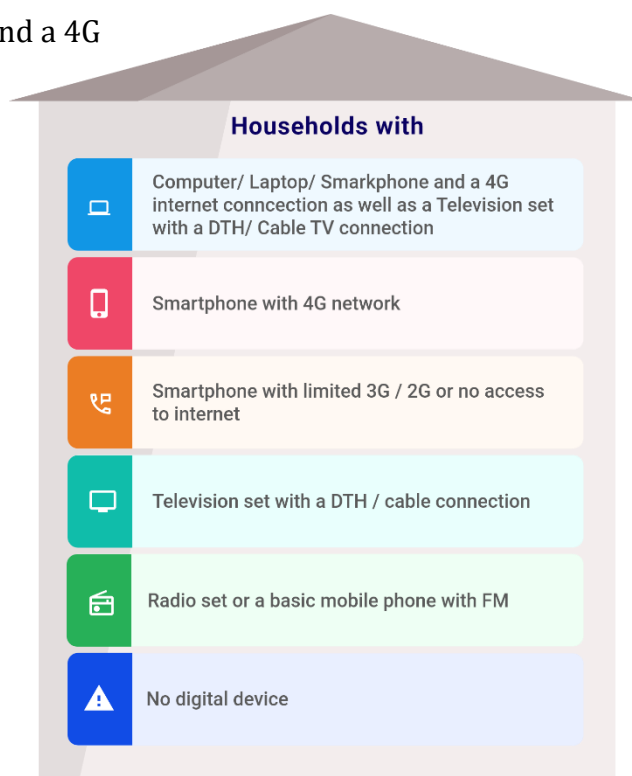 nd a 4G
Households with
Computer/ Laptop/ Smarkphone and a 4G
internet conncection as well as a Television set
with a DTH/ Cable TV connection
Smartphone with 4G network
Smartphone with limited 3G / 2G or no access
to internet
Television set with a DTH / cable connection
Radio set or a basic mobile phone with FM
No digital device